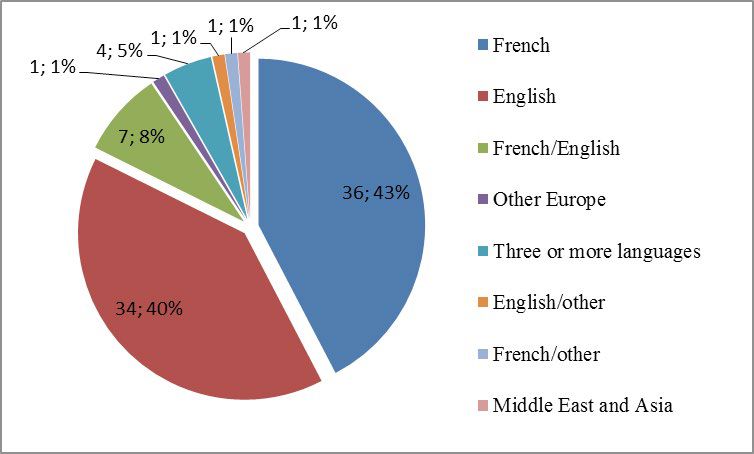 1; 1%
1; 1%
1; 1%
4; 5%
1; 1%
7; 8%
36; 43%
34; 40%
French
English
French/English
Other Europe
Three or more languages
English/other
French/other
Middle East and Asia